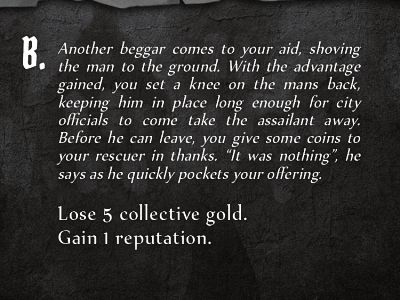 B. Another beggar comes to your aid, shoving
the man to the ground. With the advantage
gained, you set a knee on the mans back,
keeping him in place long enough for city
officials to come take the assailant away.
Before he can leave, you give some coins to
your rescuer in thanks. “It was nothing”, he
says as he quickly pockets your offering.
Lose 5 collective gold.
Gain 1 reputation.